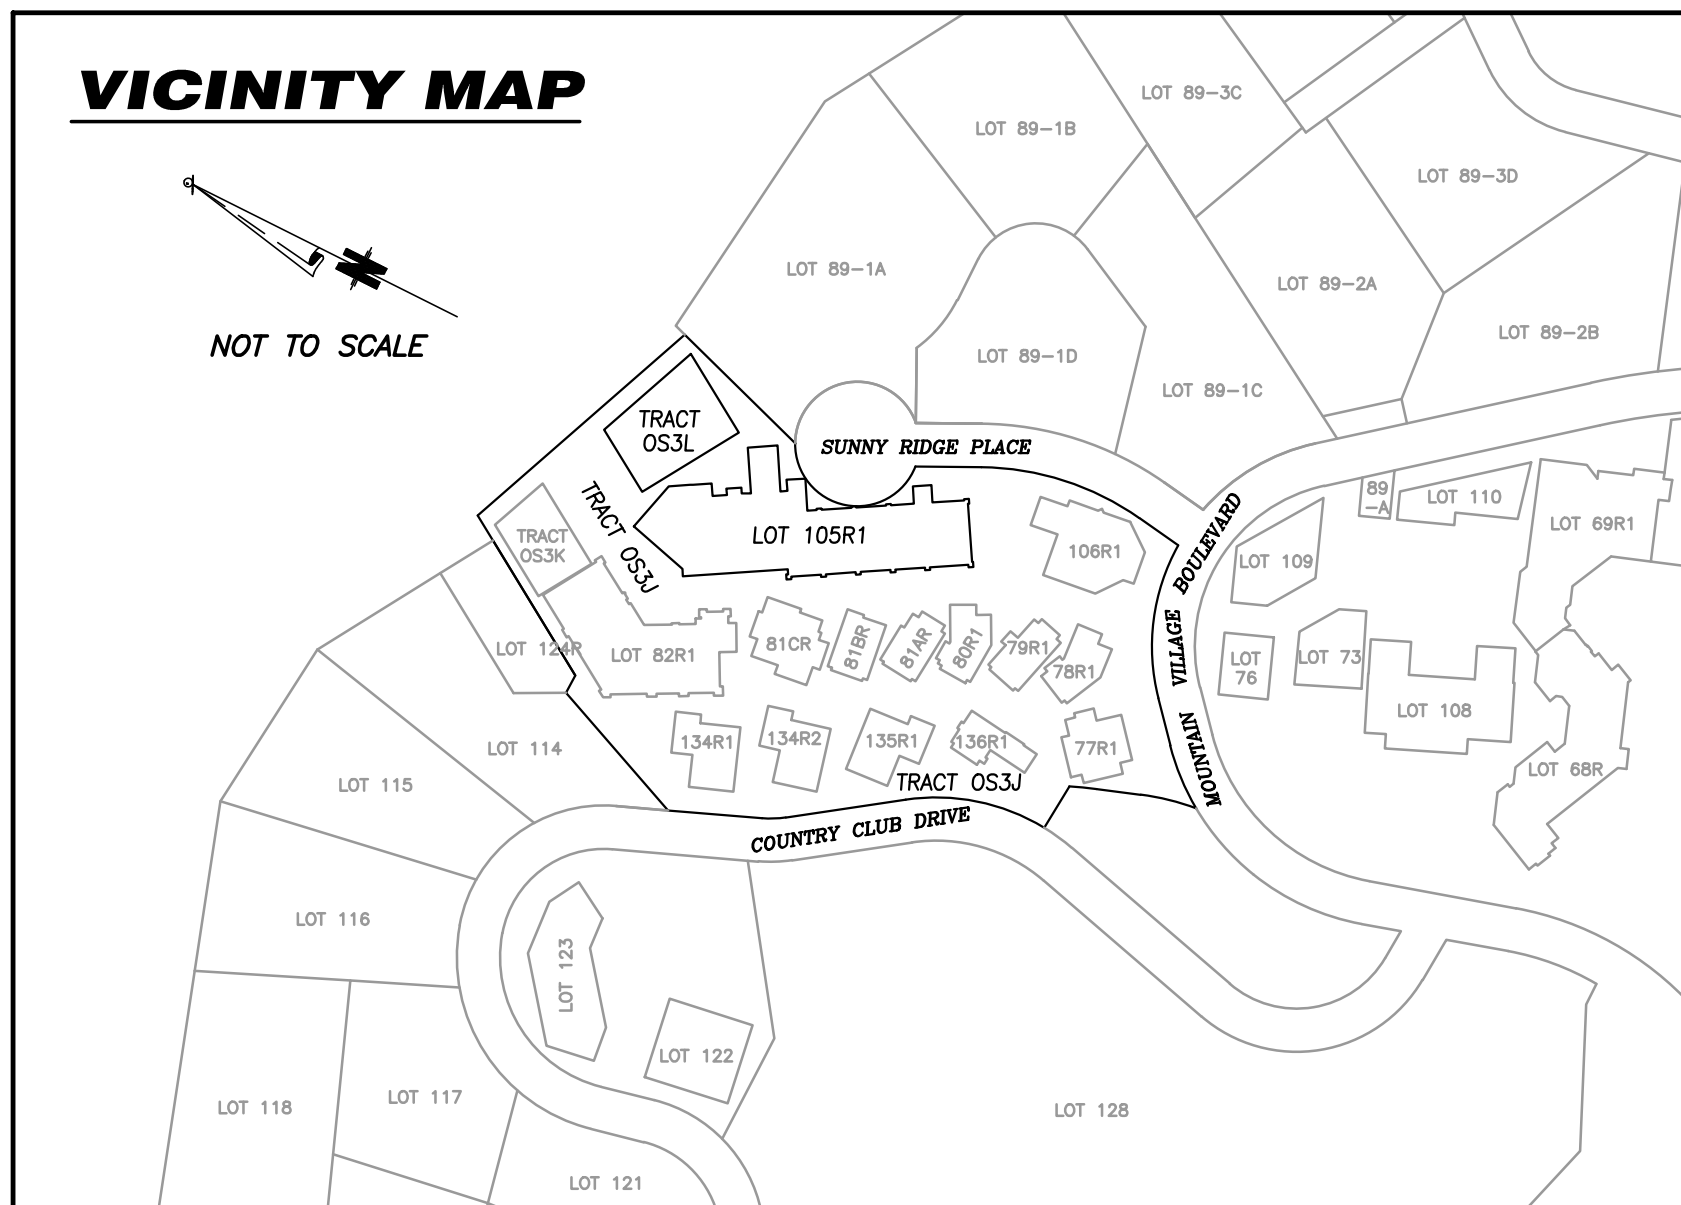 VICINITY MAP
N
NOT TO SCALE
LOT 89-3C
LOT 89-1B
LOT 89-3D
LOT 89-1A
LOT 89-2A
LOT 89-2B
LOT 89-1D
LOT 89-1C
TRACT
OS3L
SUNNY RIDGE PLACE
TRACT OS3J
TRACT
OS3K
LOT 105R1
106R1
MOUNTAIN VILLAGE BOULEVARD
89
-A
LOT 110
LOT 69R1
LOT 109
LOT 124R
LOT 82R1
81CR
81BR
81AR
80R1
79R1
78R1
LOT
76
LOT 73
LOT 108
LOT 68R
LOT 114
134R1
134R2
135R1
136R1
77R1
TRACT OS3J
LOT 115
COUNTRY CLUB DRIVE
LOT 116
LOT 123
LOT 122
LOT 117
LOT 118
LOT 128
LOT 121